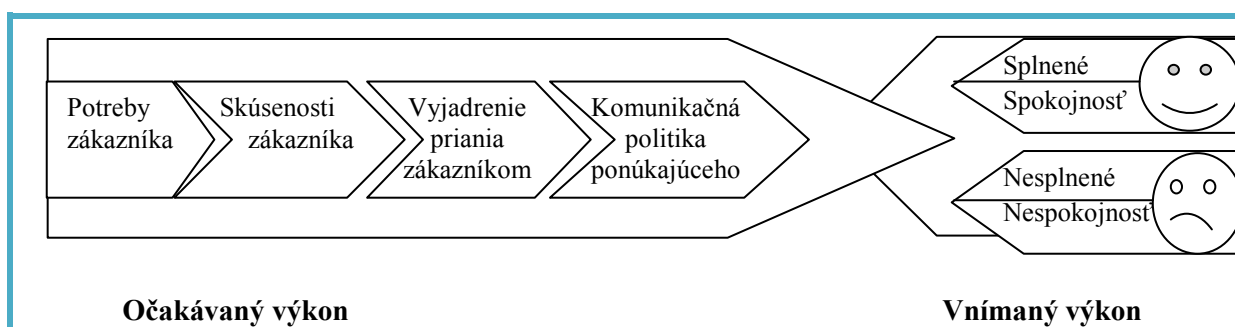 Potreby
zákazníka
Skúsenosti
zákazníka
Vyjadrenie
priania
zákazníkom
Komunikačná
politika
ponúkajúceho
Splnené
Spokojnosť
Nesplnené
Nespokojnosť
Očakávaný výkon
Vnímaný výkon